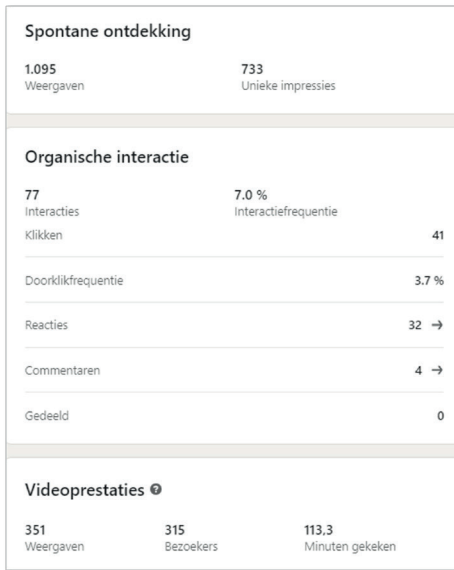 Spontane ontdekking
1.095 733
Weergaven Unieke impressies
Organische interactie
77 7.0 %
Interacties Interactiefrequentie
Klikken 41
Doorklikfrequentie 3.7 %
Reacties 32 →
Commentaren 4 →
Gedeeld 0
Videoprestaties ?
351 315 113,3
Weergaven Bezoekers Minuten gekeken